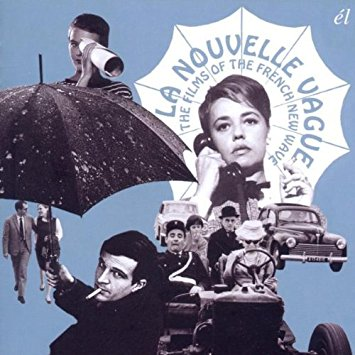 él
LA NOUVELLE VAGUE
THE FILMS OF THE FRENCH NEW WAVE